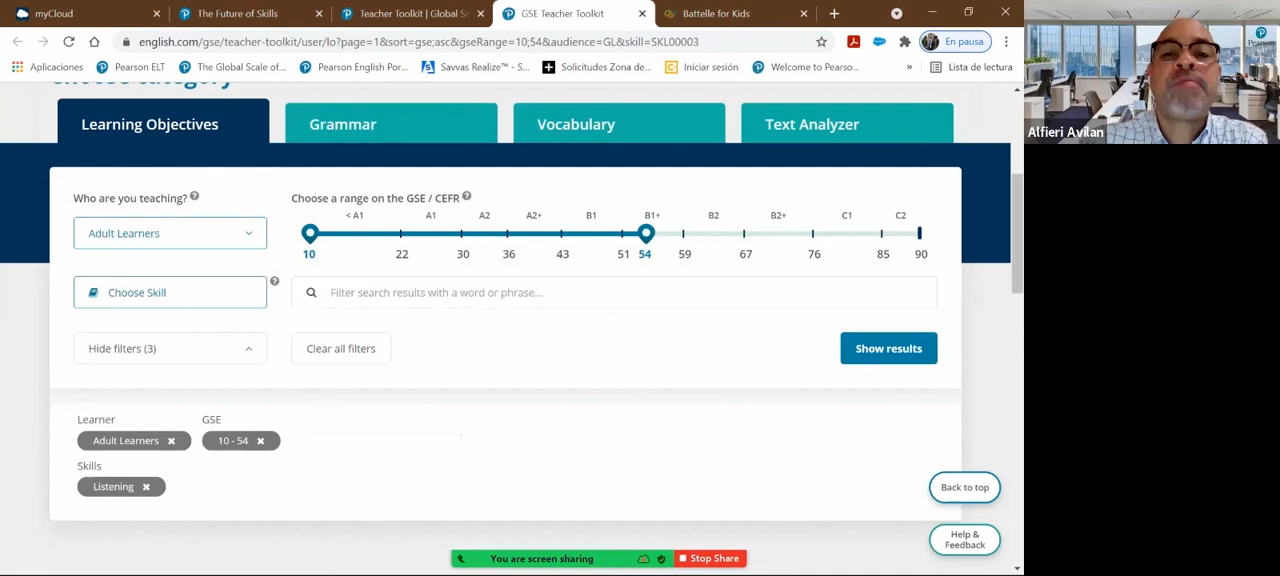 myCloud
The Future of Skills
Teacher Toolkit | Global S
GSE Teacher Toolkit
Battelle for Kids
english.com/gse/teacher-toolkit/user/lo?page=1&sort=gse;asc&gseRange=10;54&audience=GL&skill=SKL00003
En pausa
Aplicaciones
Pearson ELT
The Global Scale of...
Pearson English Por...
Savvas Realize™ - S...
Solicitudes Zona de...
Iniciar sesión
Welcome to Pearso...
»
Lista de lectura
Learning Objectives
Grammar
Vocabulary
Text Analyzer
Who are you teaching?
Choose a range on the GSE / CEFR
Adult Learners
< A1 A1 A2 A2+ B1 B1+ B2 B2+ C1 C2
10 22 30 36 43 51 54 59 67 76 85 90
Choose Skill
Filter search results with a word or phrase...
Hide filters (3)
Clear all filters
Show results
Learner
GSE
Adult Learners
10 - 54
Skills
Listening
Back to top
Help &
Feedback
You are screen sharing
Stop Share
Pearson
Alfieri Avilan